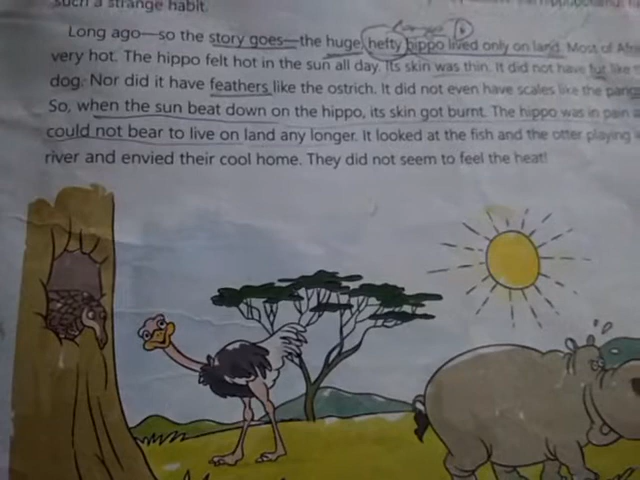 such a strange habit.
Long ago—so the story goes—the huge, hefty hippo lived only on land. Most of
very hot. The hippo felt hot in the sun all day. Its skin was thin. It did not have fur like
dog. Nor did it have feathers like the ostrich. It did not even have scales like the
So, when the sun beat down on the hippo, its skin got burnt. The hippo was in pain
could not bear to live on land any longer. It looked at the fish and the otter playing
river and envied their cool home. They did not seem to feel the heat!